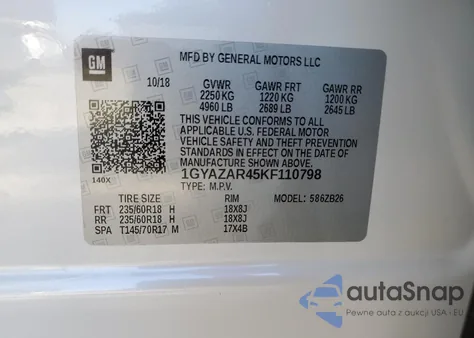 GM
MFD BY GENERAL MOTORS LLC
10/18 GVWR GAWR FRT GAWR RR
2250 KG 1220 KG 1200 KG
4960 LB 2689 LB 2645 LB
THIS VEHICLE CONFORMS TO ALL
APPLICABLE U.S. FEDERAL MOTOR
VEHICLE SAFETY AND THEFT
PREVENTION STANDARDS IN EFFECT
ON THE DATE OF
MANUFACTURE SHOWN ABOVE.
140X 1GYAZAR45KF110798
TYPE: M.P.V. MODEL: 586ZB26
TIRE SIZE RIM
FRT 235/60R18 H 18X8J
RR 235/60R18 H 18X8J
SPA T145/70R17 M 17X4B
autoSnap
Pewne auta z aukcji USA i EU